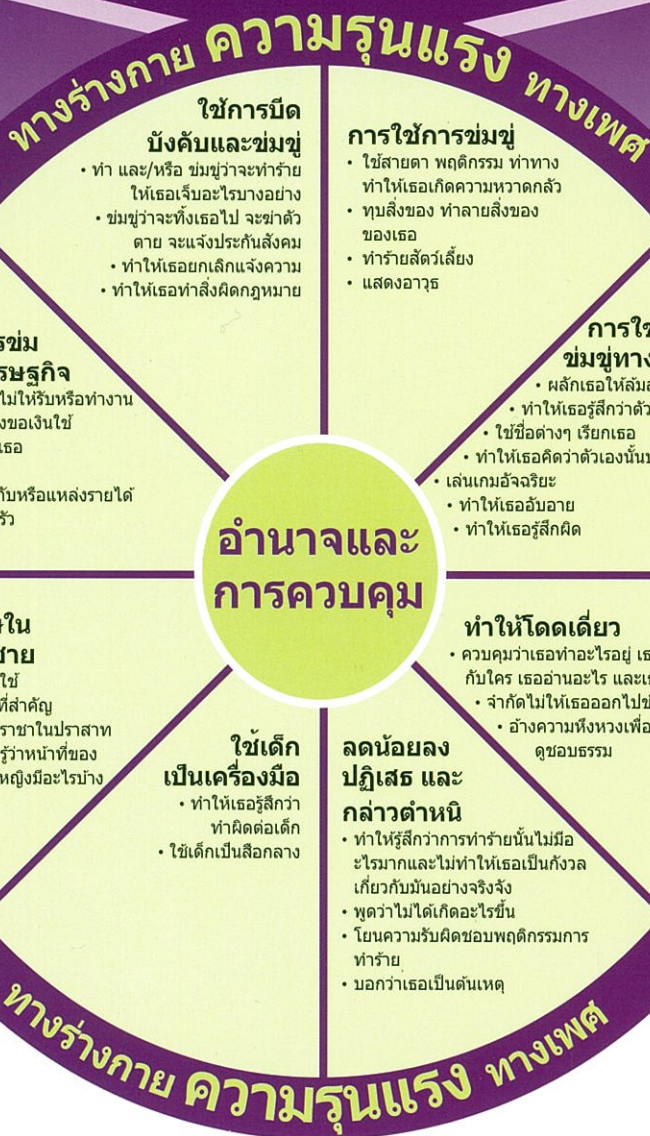 ทางร่างกาย ความรุนแรง ทางเพศ
ใช้การบีด
บังคับและข่มขู่
• ทำ และ/หรือ ข่มขู่ว่าจะทำร้าย
ให้เธอเจ็บอะไรบางอย่าง
• ข่มขู่ว่าจะทิ้งเธอไป จะฆ่าตัว
ตาย จะแจ้งประกันสังคม
• ทำให้เธอยกเลิกแจ้งความ
• ทำให้เธอทำสิ่งผิดกฎหมาย
การใช้การข่มขู่
• ใช้สายตา พฤติกรรม ท่าทาง
ทำให้เธอเกิดความหวาดกลัว
• ทุบสิ่งของ ทำลายสิ่งของ
ของเธอ
• ทำร้ายสัตว์เลี้ยง
• แสดงอาวุธ
การใช้
ข่มขู่ทาง
• ผลักเธอให้ล้ม
• ทำให้เธอรู้สึกว่าตัว
• ใช้ชื่อต่างๆ เรียกเธอ
• ทำให้เธอคิดว่าตัวเองนั้น
• เล่นเกมอัจฉริยะ
• ทำให้เธออับอาย
• ทำให้เธอรู้สึกผิด
ทำให้โดดเดี่ยว
• ควบคุมว่าเธอทำอะไรอยู่
กับใคร เธออ่านอะไร
• จำกัดไม่ให้เธอออกไป
• อ้างความหึงหวงเพื่อ
ดูชอบธรรม
ลดน้อยลง
ปฏิเสธ และ
กล่าวตำหนิ
• ทำให้รู้สึกว่าการทำร้ายนั้นไม่มีอ
ะไรมากและไม่ทำให้เธอเป็นกังวล
เกี่ยวกับมันอย่างจริงจัง
• พูดว่าไม่ได้เกิดอะไรขึ้น
• โยนความรับผิดชอบพฤติกรรมการ
ทำร้าย
• บอกว่าเธอเป็นต้นเหตุ
ใช้เด็ก
เป็นเครื่องมือ
• ทำให้เธอรู้สึกว่า
ทำผิดต่อเด็ก
• ใช้เด็กเป็นสือกลาง
ใน
ชาย
ใช้
ที่สำคัญ
ราชาในปราสาท
รู้ว่าหน้าที่ของ
หญิงมีอะไรบ้าง
ข่ม
รษฐกิจ
ไม่ให้รับหรือทำงาน
ขอเงินใช้
เธอ
กับหรือแหล่งรายได้
รัว
อำนาจและ
การควบคุม
ทางร่างกาย ความรุนแรง ทางเพศ